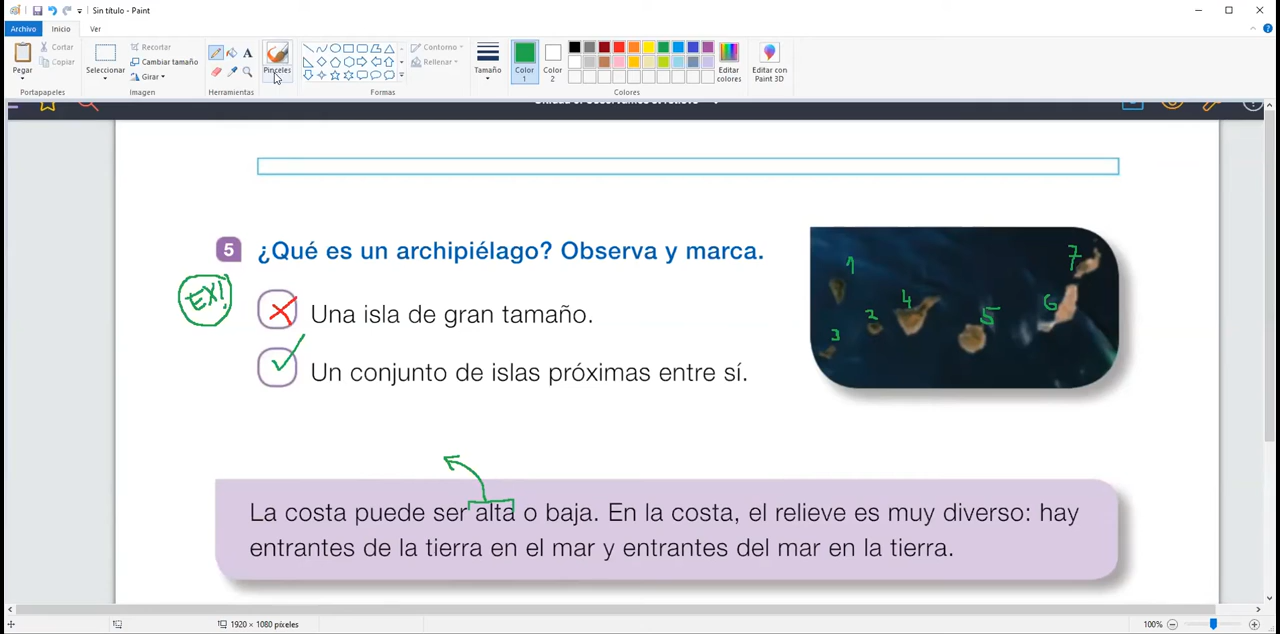 Sin título - Paint
Archivo
Inicio
Ver
Pegar
Cortar
Copiar
Portapapeles
Seleccionar
Recortar
Cambiar tamaño
Girar
Imagen
A
Herramientas
Pinceles
Contorno
Rellenar
Formas
Tamaño
Color 1
Color 2
Colores
Editar colores
Editar con Paint 3D
5 ¿Qué es un archipiélago? Observa y marca.
EX!
Una isla de gran tamaño.
Un conjunto de islas próximas entre sí.
1
2
3
4
5
6
7
La costa puede ser alta o baja. En la costa, el relieve es muy diverso: hay
entrantes de la tierra en el mar y entrantes del mar en la tierra.
1920 × 1080 píxeles
100%